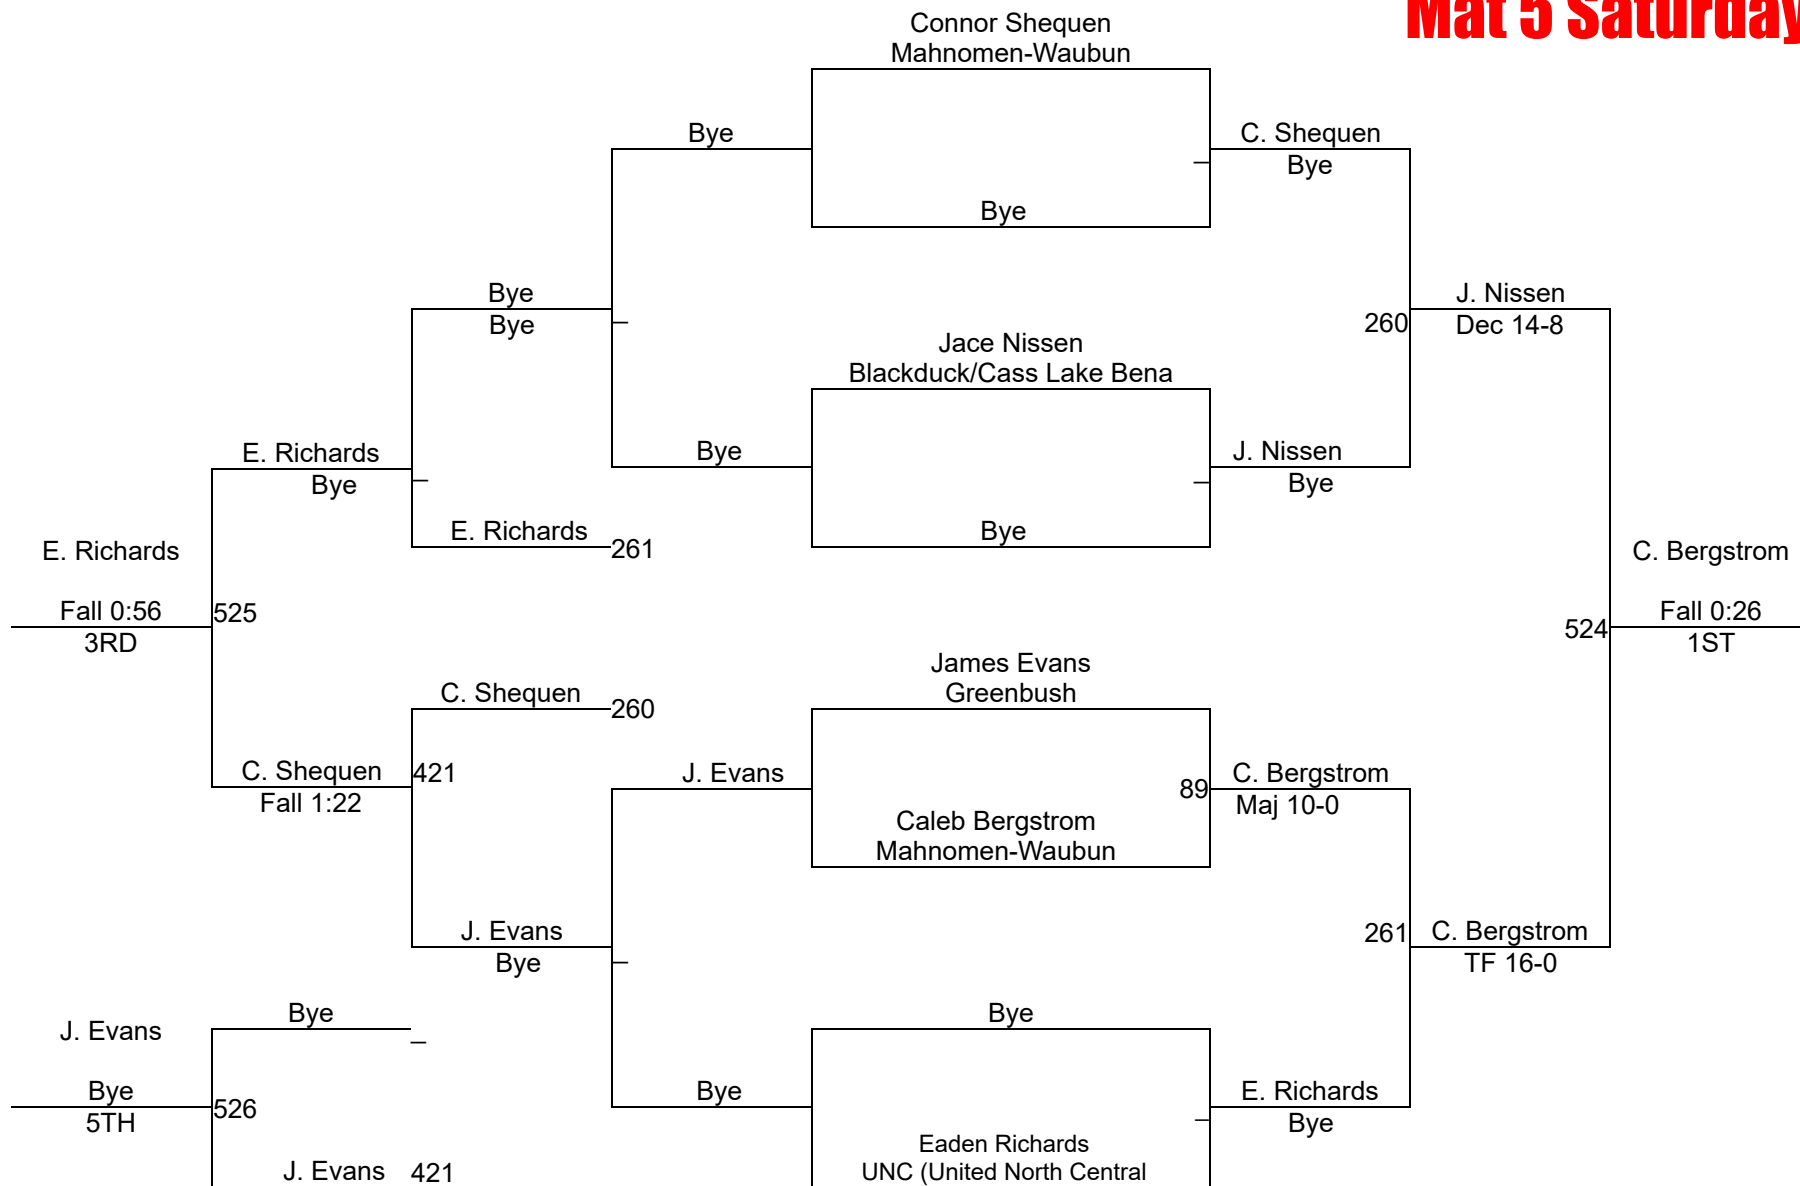 Mat 5 Saturday
Connor Shequen
Mahnomen-Waubun
Bye
C. Shequen
Bye
Bye
Bye
Bye
J. Nissen
260
Dec 14-8
Jace Nissen
Blackduck/Cass Lake Bena
E. Richards
Bye
Bye
J. Nissen
Bye
E. Richards
261
Bye
E. Richards
C. Bergstrom
Fall 0:56
525
3RD
Fall 0:26
524
1ST
James Evans
Greenbush
C. Shequen
260
C. Shequen
421
Fall 1:22
J. Evans
89
C. Bergstrom
Maj 10-0
Caleb Bergstrom
Mahnomen-Waubun
J. Evans
Bye
261
C. Bergstrom
TF 16-0
J. Evans
Bye
Bye
Bye
526
5TH
Bye
E. Richards
Bye
J. Evans
421
Eaden Richards
UNC (United North Central